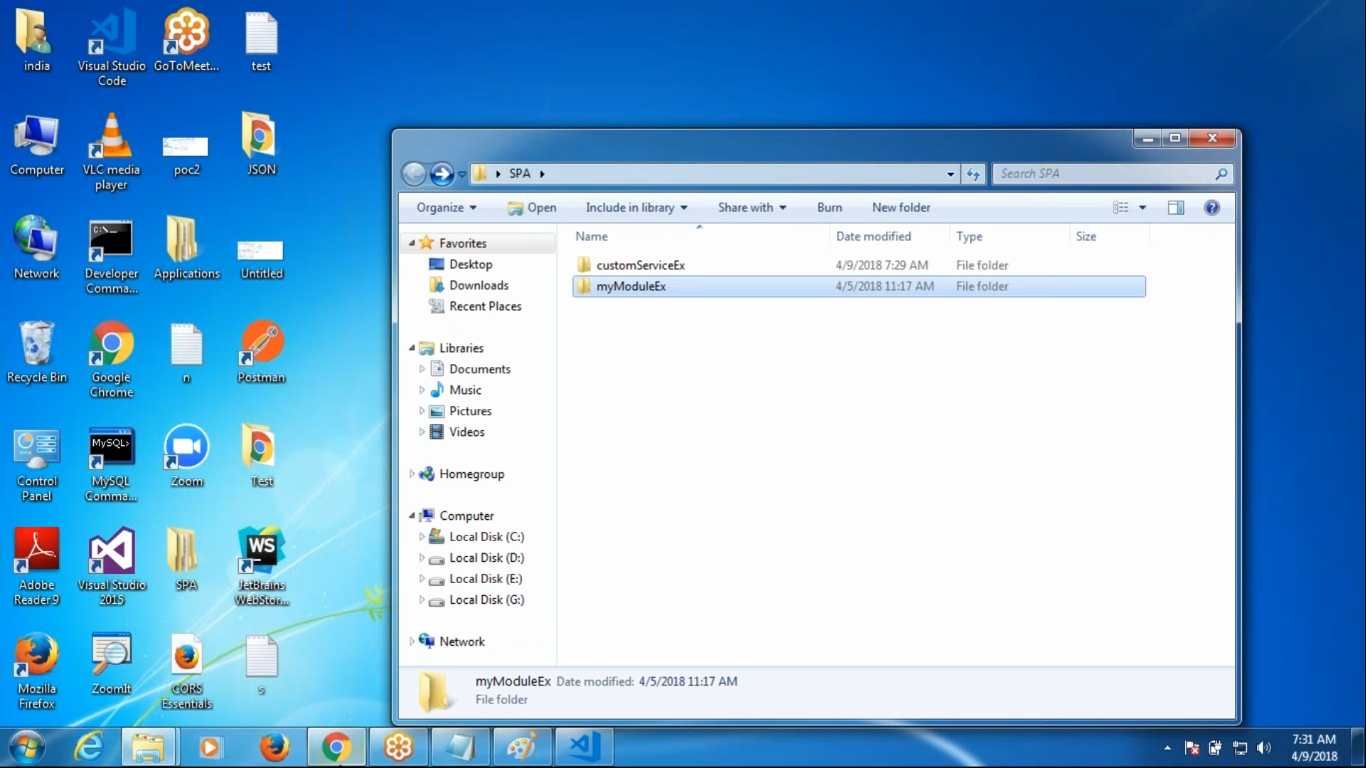 india
Visual Studio
Code
GoToMeet...
test
Computer
VLC media
player
poc2
JSON
Network
C:\_
Developer
Comma...
Applications
Untitled
Recycle Bin
Google
Chrome
n
Postman
Control
Panel
MySQL>
MySQL
Comma...
Zoom
Test
Adobe
Reader 9
Visual Studio
2015
SPA
WS
JetBrains
WebStor...
Mozilla
Firefox
ZoomIt
CORS
Essentials
s
SPA
Search SPA
Organize
Open
Include in library
Share with
Burn
New folder
Name
Date modified
Type
Size
customServiceEx
4/9/2018 7:29 AM
File folder
myModuleEx
4/5/2018 11:17 AM
File folder
Favorites
Desktop
Downloads
Recent Places
Libraries
Documents
Music
Pictures
Videos
Homegroup
Computer
Local Disk (C:)
Local Disk (D:)
Local Disk (E:)
Local Disk (G:)
Network
myModuleEx Date modified: 4/5/2018 11:17 AM
File folder
7:31 AM
4/9/2018